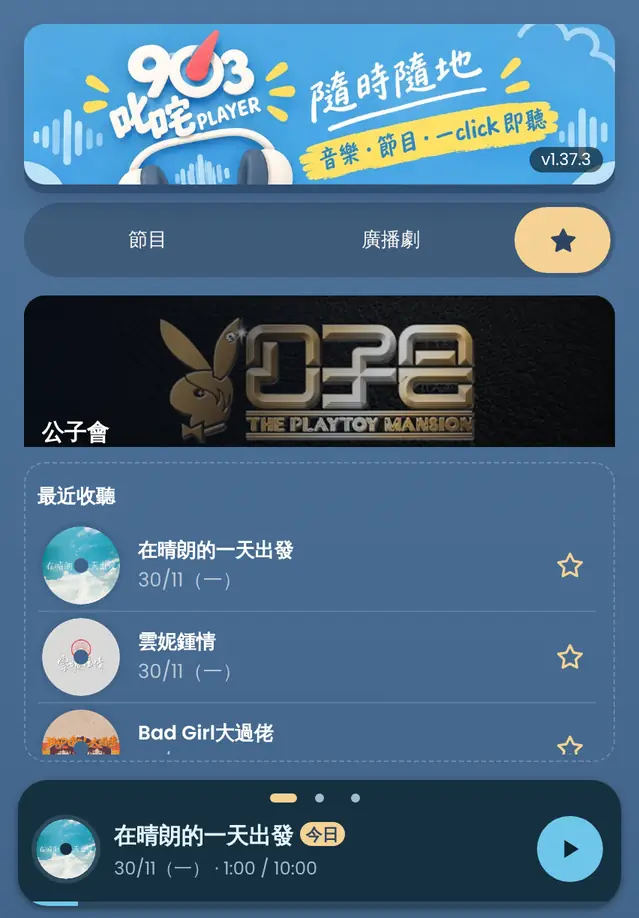 903
叱咤PLAYER
隨時隨地
音樂·節目·一click即聽
v1.37.3
節目
廣播劇
公子會
THE PLAYTOY MANSION
公子會
最近收聽
在晴朗的一天出發
30/11（一）
雲妮鍾情
30/11（一）
Bad Girl大過佬
在晴朗的一天出發 今日
30/11（一） · 1:00 / 10:00